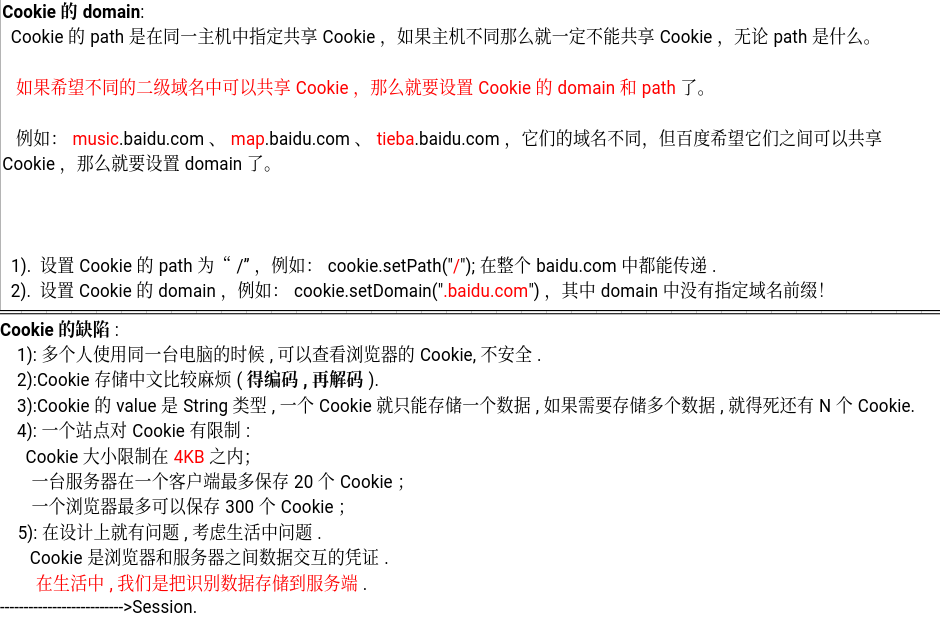 Cookie 的 domain:
Cookie 的 path 是在同一主机中指定共享 Cookie ，如果主机不同那么就一定不能共享 Cookie ，无论 path 是什么。
如果希望不同的二级域名中可以共享 Cookie ，那么就要设置 Cookie 的 domain 和 path 了。
例如： music.baidu.com 、 map.baidu.com 、 tieba.baidu.com ，它们的域名不同，但百度希望它们之间可以共享
Cookie ，那么就要设置 domain 了。
1). 设置 Cookie 的 path 为 “ /” ，例如： cookie.setPath("/"); 在整个 baidu.com 中都能传递 .
2). 设置 Cookie 的 domain ，例如： cookie.setDomain(".baidu.com") ，其中 domain 中没有指定域名前缀！
Cookie 的缺陷 :
1): 多个人使用同一台电脑的时候 , 可以查看浏览器的 Cookie, 不安全 .
2):Cookie 存储中文比较麻烦 ( 得编码 , 再解码 ).
3):Cookie 的 value 是 String 类型 , 一个 Cookie 就只能存储一个数据 , 如果需要存储多个数据 , 就得死还有 N 个 Cookie.
4): 一个站点对 Cookie 有限制 :
Cookie 大小限制在 4KB 之内；
一台服务器在一个客户端最多保存 20 个 Cookie ；
一个浏览器最多可以保存 300 个 Cookie ；
5): 在设计上就有问题 , 考虑生活中问题 .
Cookie 是浏览器和服务器之间数据交互的凭证 .
在生活中 , 我们是把识别数据存储到服务端 .
-------------------------->Session.